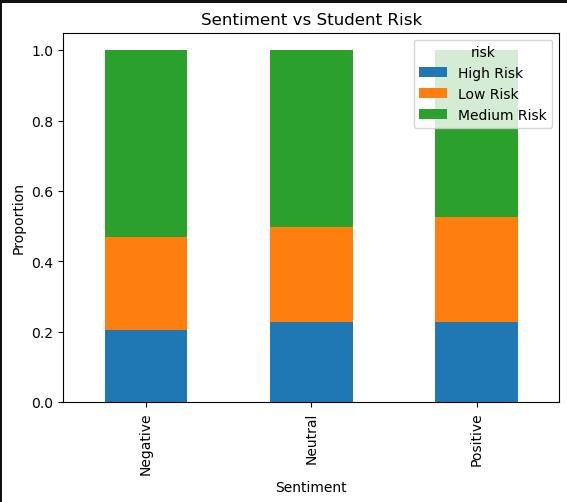 Sentiment vs Student Risk
risk
High Risk
Low Risk
Medium Risk
Proportion
1.0
0.8
0.6
0.4
0.2
0.0
Negative
Neutral
Positive
Sentiment